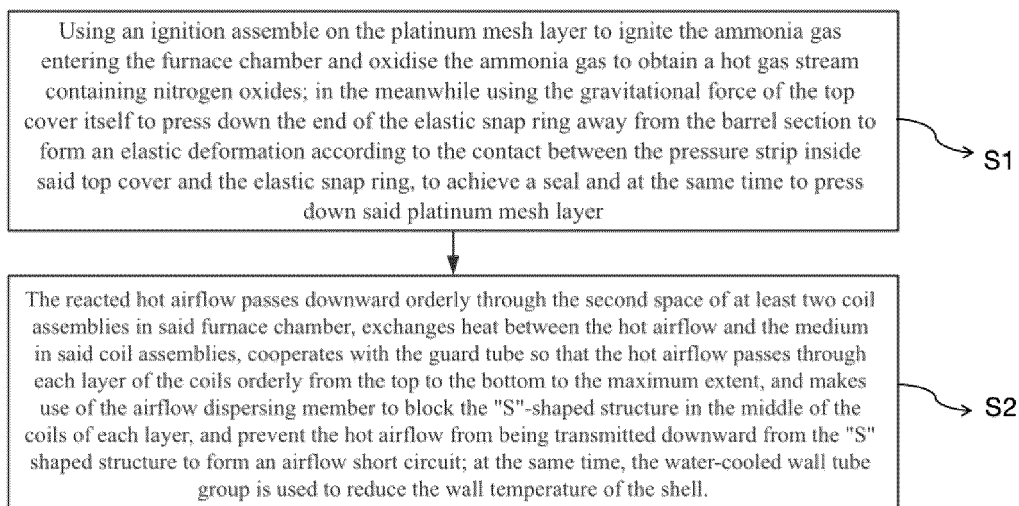 Using an ignition assemble on the platinum mesh layer to ignite the ammonia gas
entering the furnace chamber and oxidise the ammonia gas to obtain a hot gas stream
containing nitrogen oxides; in the meanwhile using the gravitational force of the top
cover itself to press down the end of the elastic snap ring away from the barrel section to
form an elastic deformation according to the contact between the pressure strip inside
said top cover and the elastic snap ring, to achieve a seal and at the same time to press
down said platinum mesh layer
S1
The reacted hot airflow passes downward orderly through the second space of at least two coil
assemblies in said furnace chamber, exchanges heat between the hot airflow and the medium
in said coil assemblies, cooperates with the guard tube so that the hot airflow passes through
each layer of the coils orderly from the top to the bottom to the maximum extent, and makes
use of the airflow dispersing member to block the "S"-shaped structure in the middle of the
coils of each layer, and prevent the hot airflow from being transmitted downward from the "S"
shaped structure to form an airflow short circuit; at the same time, the water-cooled wall tube
group is used to reduce the wall temperature of the shell.
S2